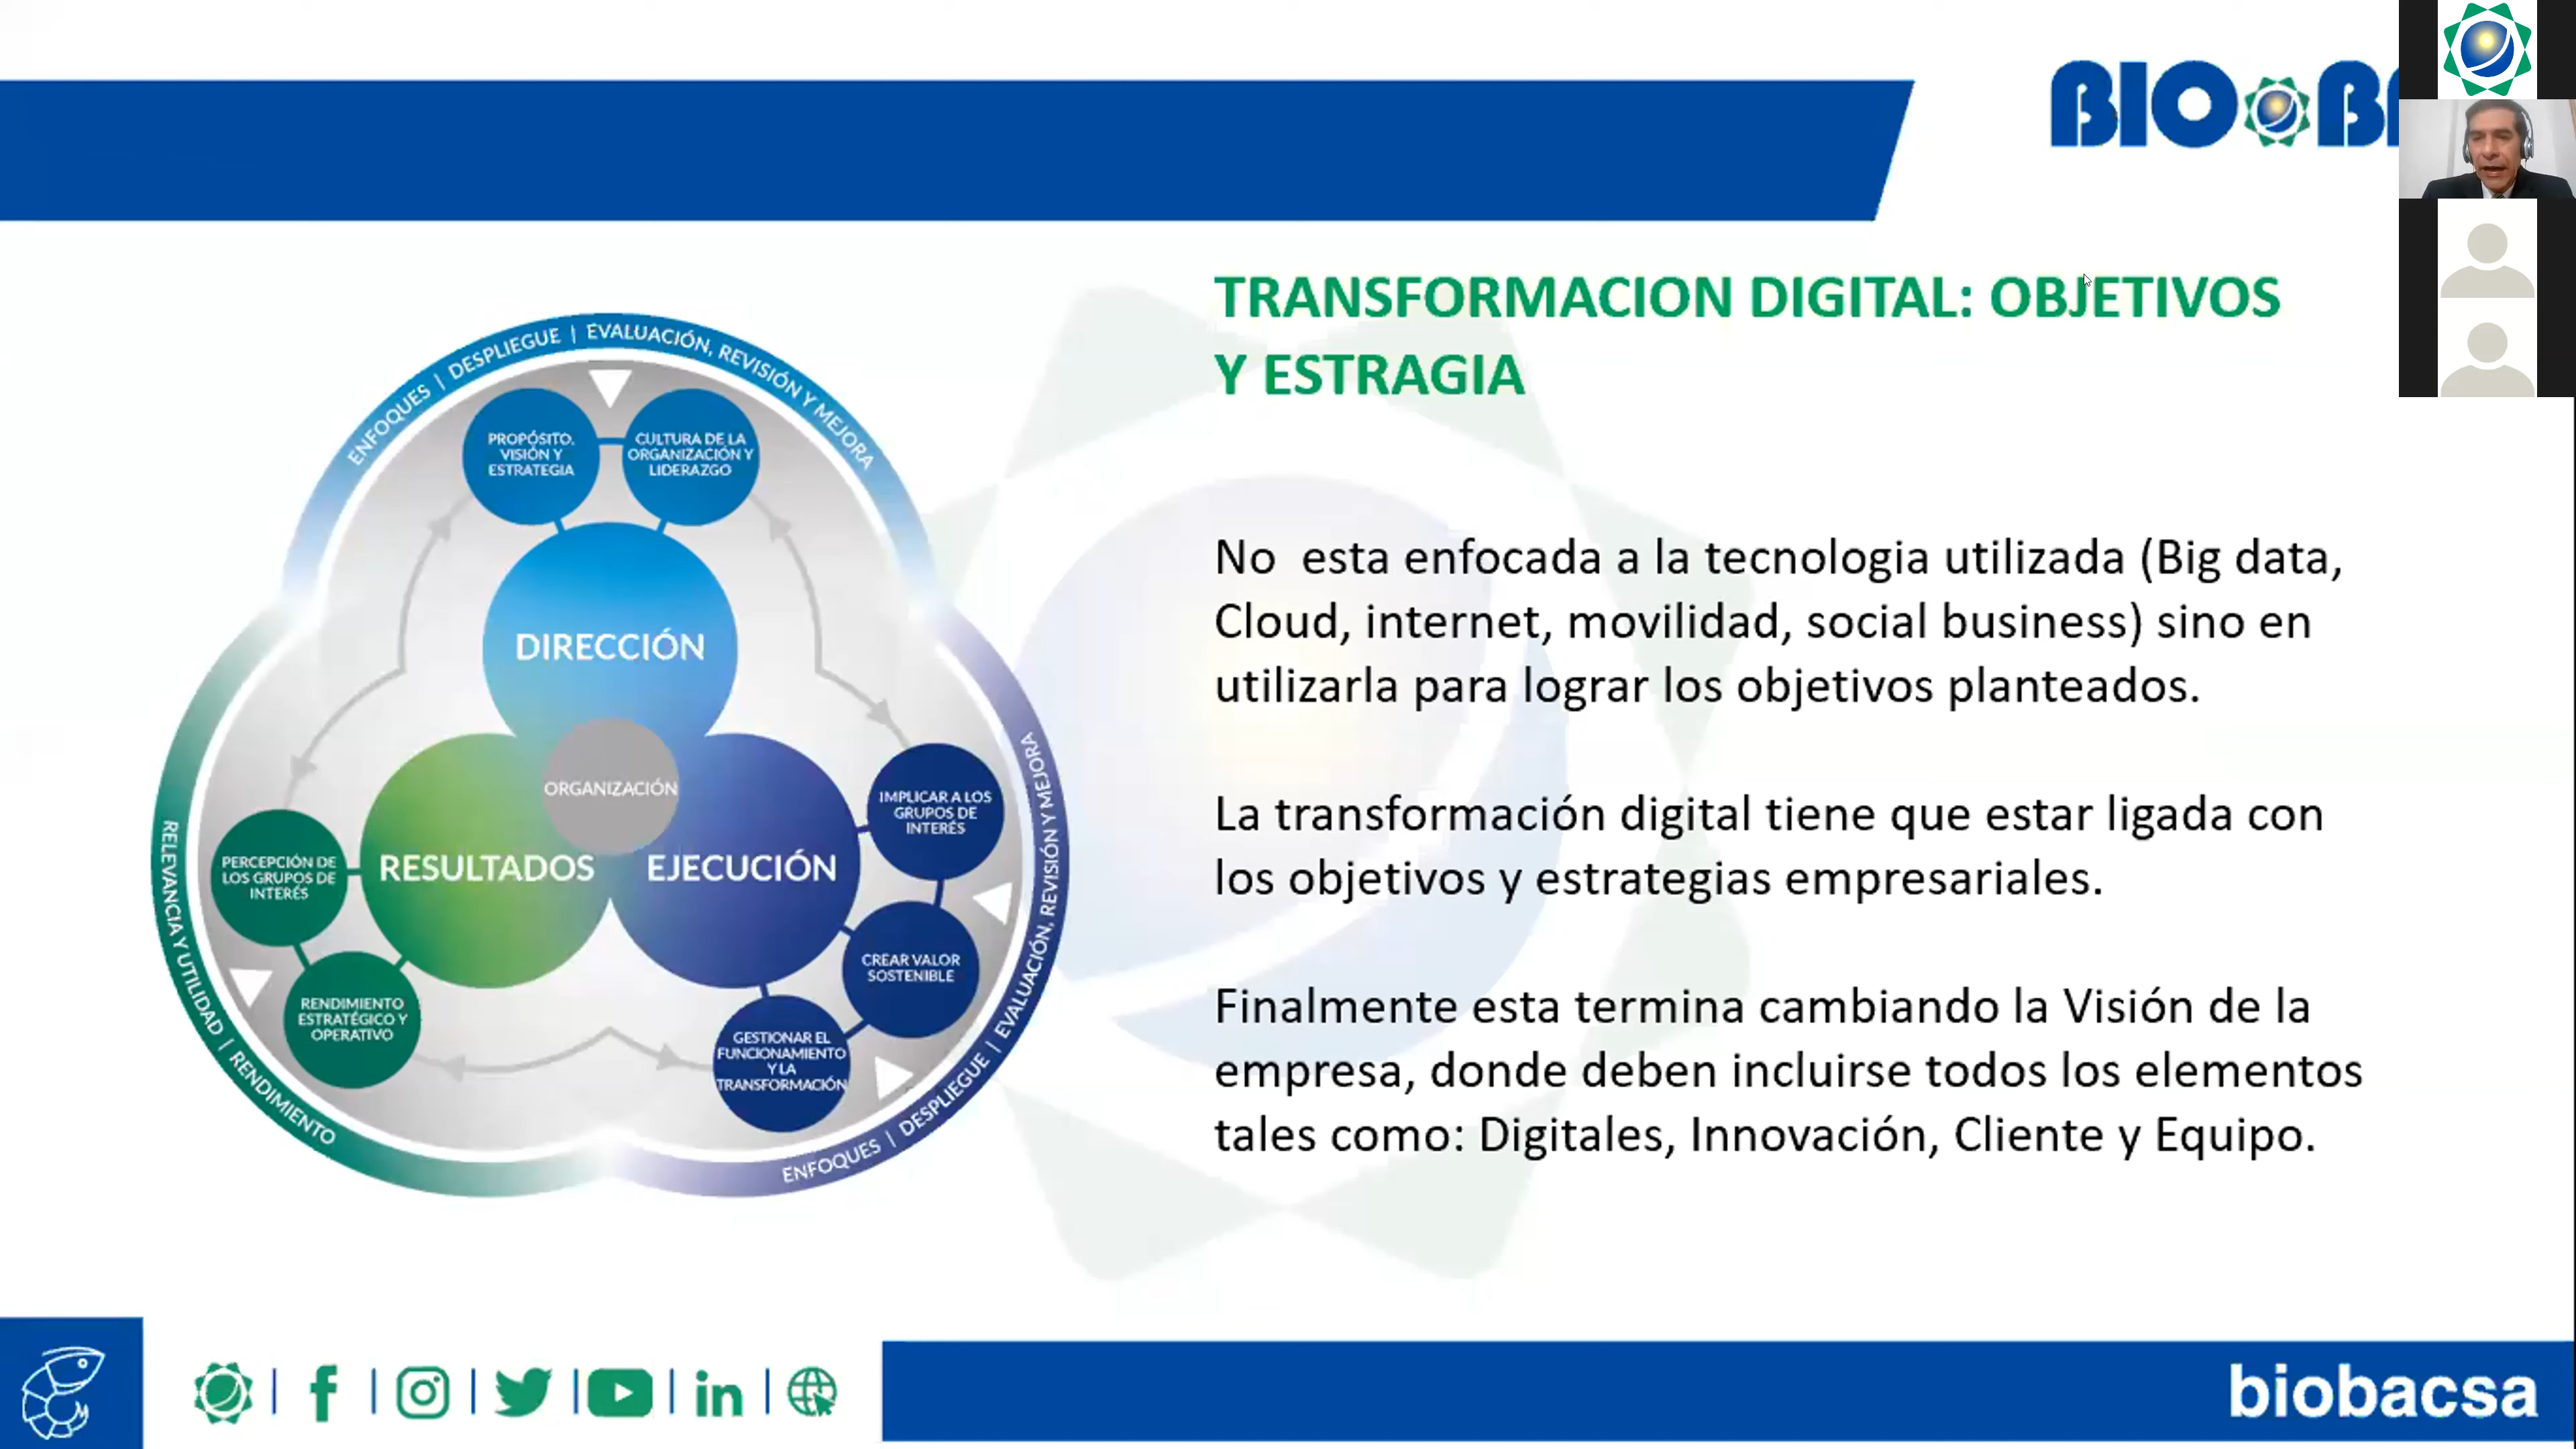 BIO BA
TRANSFORMACION DIGITAL: OBJETIVOS
Y ESTRAGIA
No  esta enfocada a la tecnologia utilizada (Big data,
Cloud, internet, movilidad, social business) sino en
utilizarla para lograr los objetivos planteados.
La transformación digital tiene que estar ligada con
los objetivos y estrategias empresariales.
Finalmente esta termina cambiando la Visión de la
empresa, donde deben incluirse todos los elementos
tales como: Digitales, Innovación, Cliente y Equipo.
ENFOQUES | DESPLIEGUE | EVALUACIÓN, REVISIÓN Y MEJORA
PROPÓSITO,
VISIÓN Y
ESTRATEGIA
CULTURA DE LA
ORGANIZACIÓN Y
LIDERAZGO
DIRECCIÓN
ORGANIZACIÓN
RESULTADOS
EJECUCIÓN
IMPLICAR A LOS
GRUPOS DE
INTERÉS
CREAR VALOR
SOSTENIBLE
GESTIONAR EL
FUNCIONAMIENTO
Y LA
TRANSFORMACIÓN
PERCEPCIÓN DE
LOS GRUPOS DE
INTERÉS
RENDIMIENTO
ESTRATÉGICO Y
OPERATIVO
RELEVANCIA Y UTILIDAD | RENDIMIENTO
ENFOQUES | DESPLIEGUE | EVALUACIÓN, REVISIÓN Y MEJORA
biobacsa